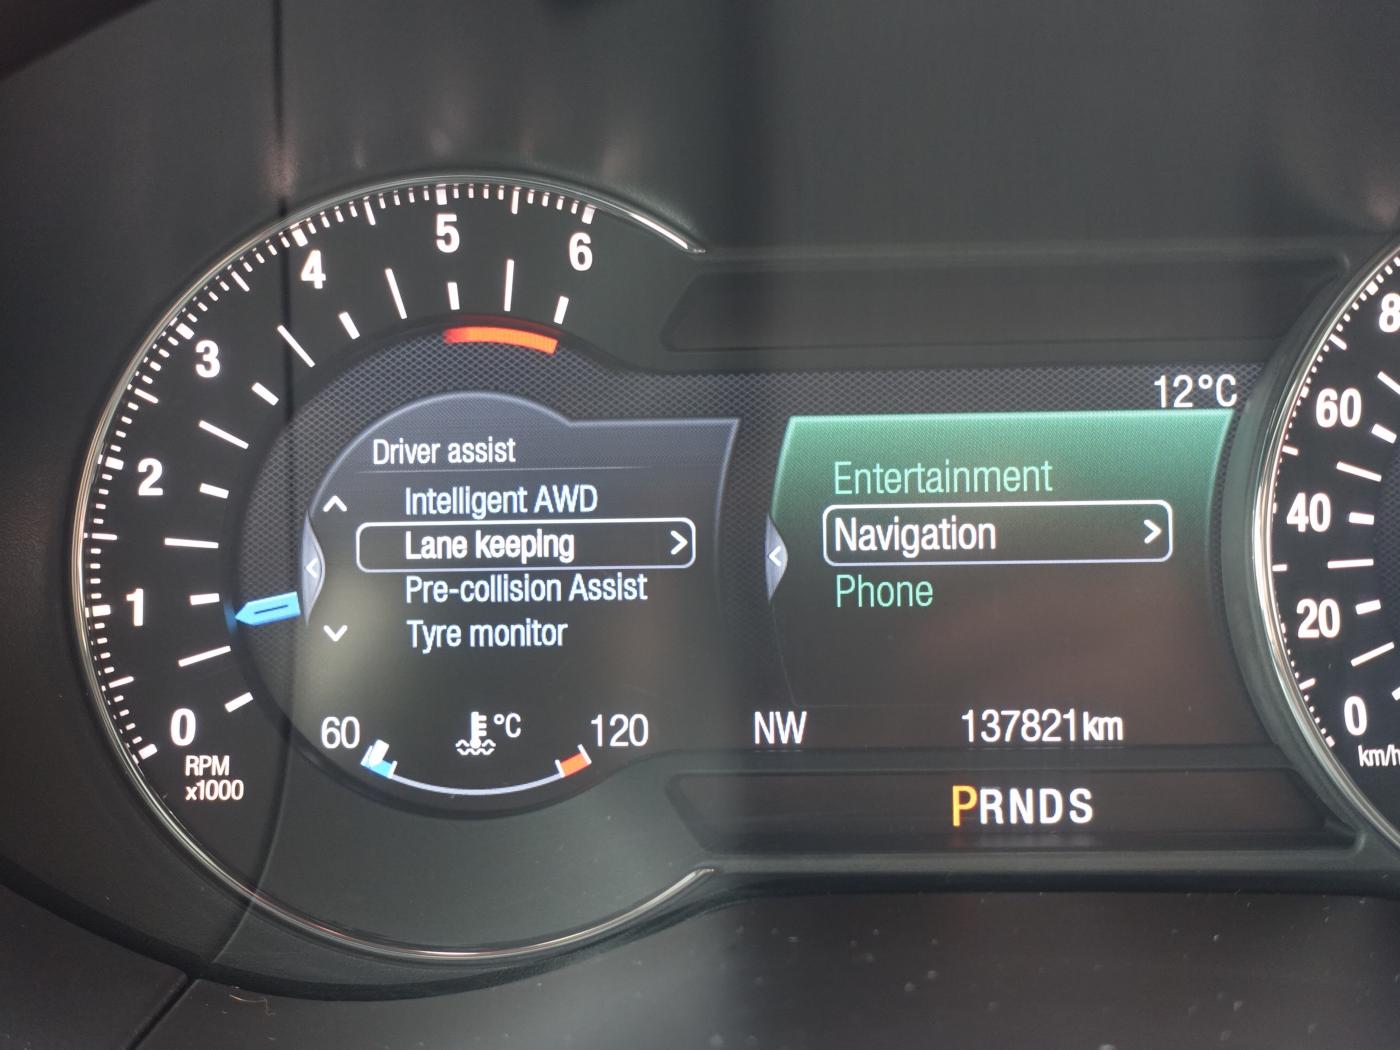 5
4
6
3
2
1
0
RPM
x1000
Driver assist
Intelligent AWD
Lane keeping
Pre-collision Assist
Tyre monitor
60
°C
120
12°C
Entertainment
Navigation
Phone
NW
137821km
PRNDS
8
60
40
20
0
km/h